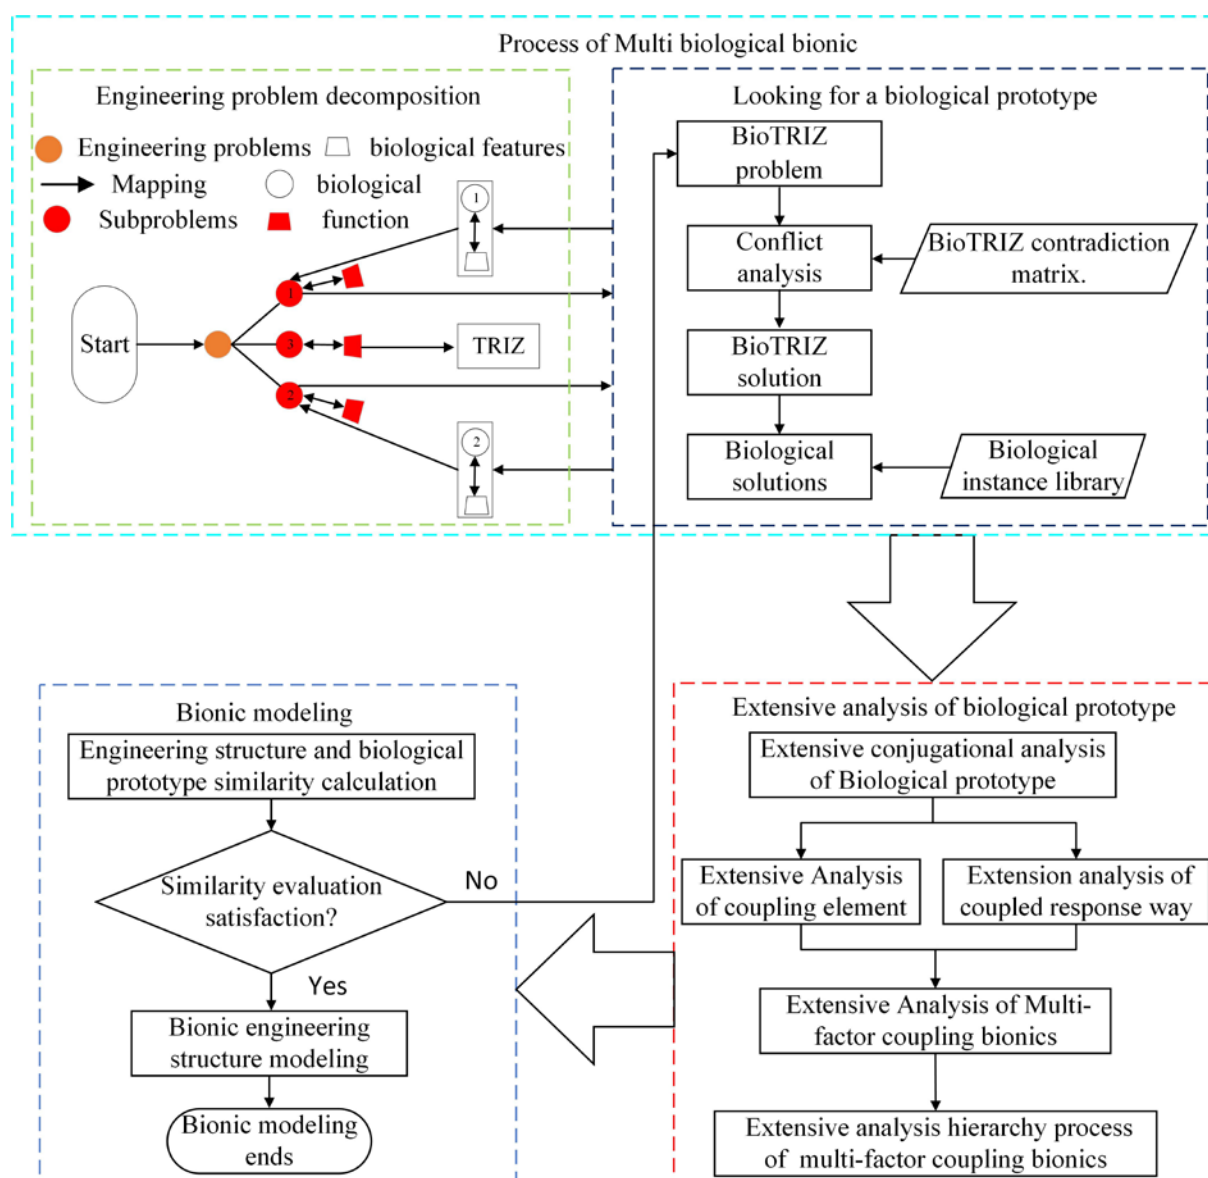 Process of Multi biological bionic
Engineering problem decomposition
Engineering problems
biological features
Mapping
biological
Subproblems
function
1
1
Start
3
TRIZ
2
2
Looking for a biological prototype
BioTRIZ
problem
Conflict
analysis
BioTRIZ contradiction
matrix.
BioTRIZ
solution
Biological
solutions
Biological
instance library
Bionic modeling
Engineering structure and biological
prototype similarity calculation
Similarity evaluation
satisfaction?
No
Yes
Bionic engineering
structure modeling
Bionic modeling
ends
Extensive analysis of biological prototype
Extensive conjugational analysis
of Biological prototype
Extensive Analysis
of coupling element
Extension analysis of
coupled response way
Extensive Analysis of Multi-
factor coupling bionics
Extensive analysis hierarchy process
of multi-factor coupling bionics